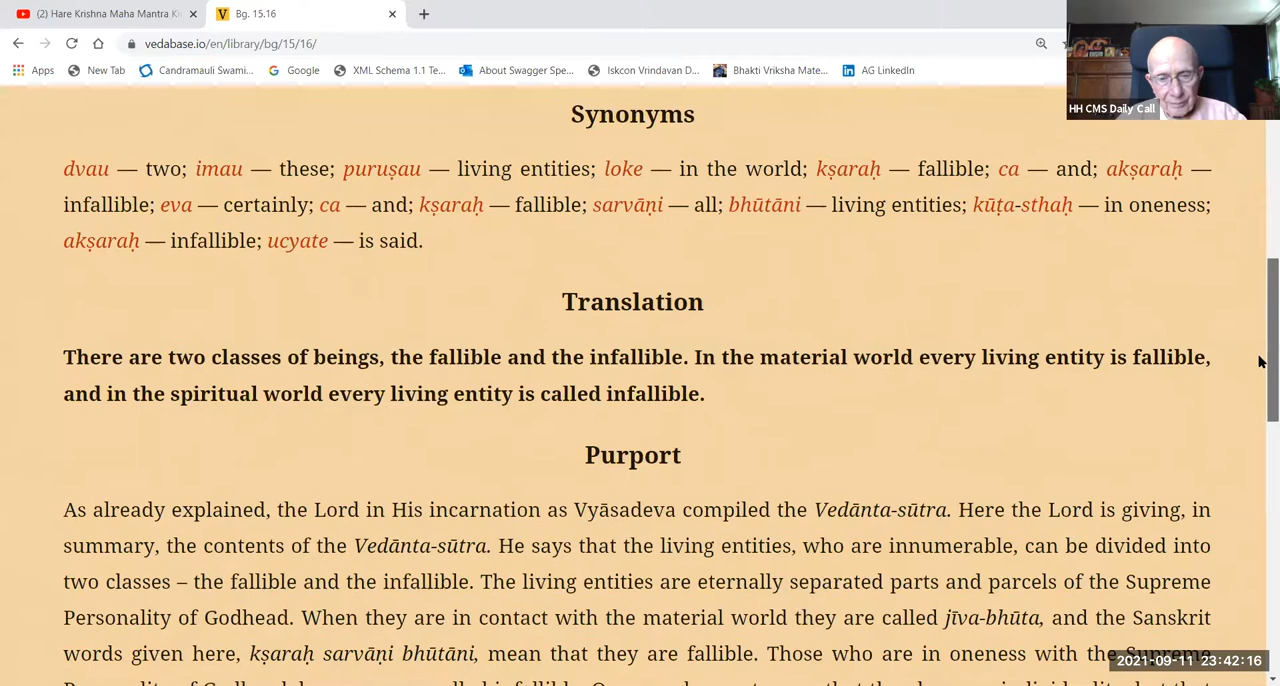 (2) Hare Krishna Maha Mantra Ki
Bg. 15.16
vedabase.io/en/library/bg/15/16/
Apps
New Tab
Candramauli Swami...
Google
XML Schema 1.1 Te...
About Swagger Spe...
Iskcon Vrindavan D...
Bhakti Vriksha Mate...
AG LinkedIn
HH CMS Daily Call
Synonyms
dvau — two; imau — these; puruṣau — living entities; loke — in the world; kṣaraḥ — fallible; ca — and; akṣaraḥ —
infallible; eva — certainly; ca — and; kṣaraḥ — fallible; sarvāṇi — all; bhūtāni — living entities; kūṭa-sthaḥ — in oneness;
akṣaraḥ — infallible; ucyate — is said.
Translation
There are two classes of beings, the fallible and the infallible. In the material world every living entity is fallible,
and in the spiritual world every living entity is called infallible.
Purport
As already explained, the Lord in His incarnation as Vyāsadeva compiled the Vedānta-sūtra. Here the Lord is giving, in
summary, the contents of the Vedānta-sūtra. He says that the living entities, who are innumerable, can be divided into
two classes – the fallible and the infallible. The living entities are eternally separated parts and parcels of the Supreme
Personality of Godhead. When they are in contact with the material world they are called jīva-bhūta, and the Sanskrit
words given here, kṣaraḥ sarvāṇi bhūtāni, mean that they are fallible. Those who are in oneness with the Supreme
2021-09-11 23:42:16